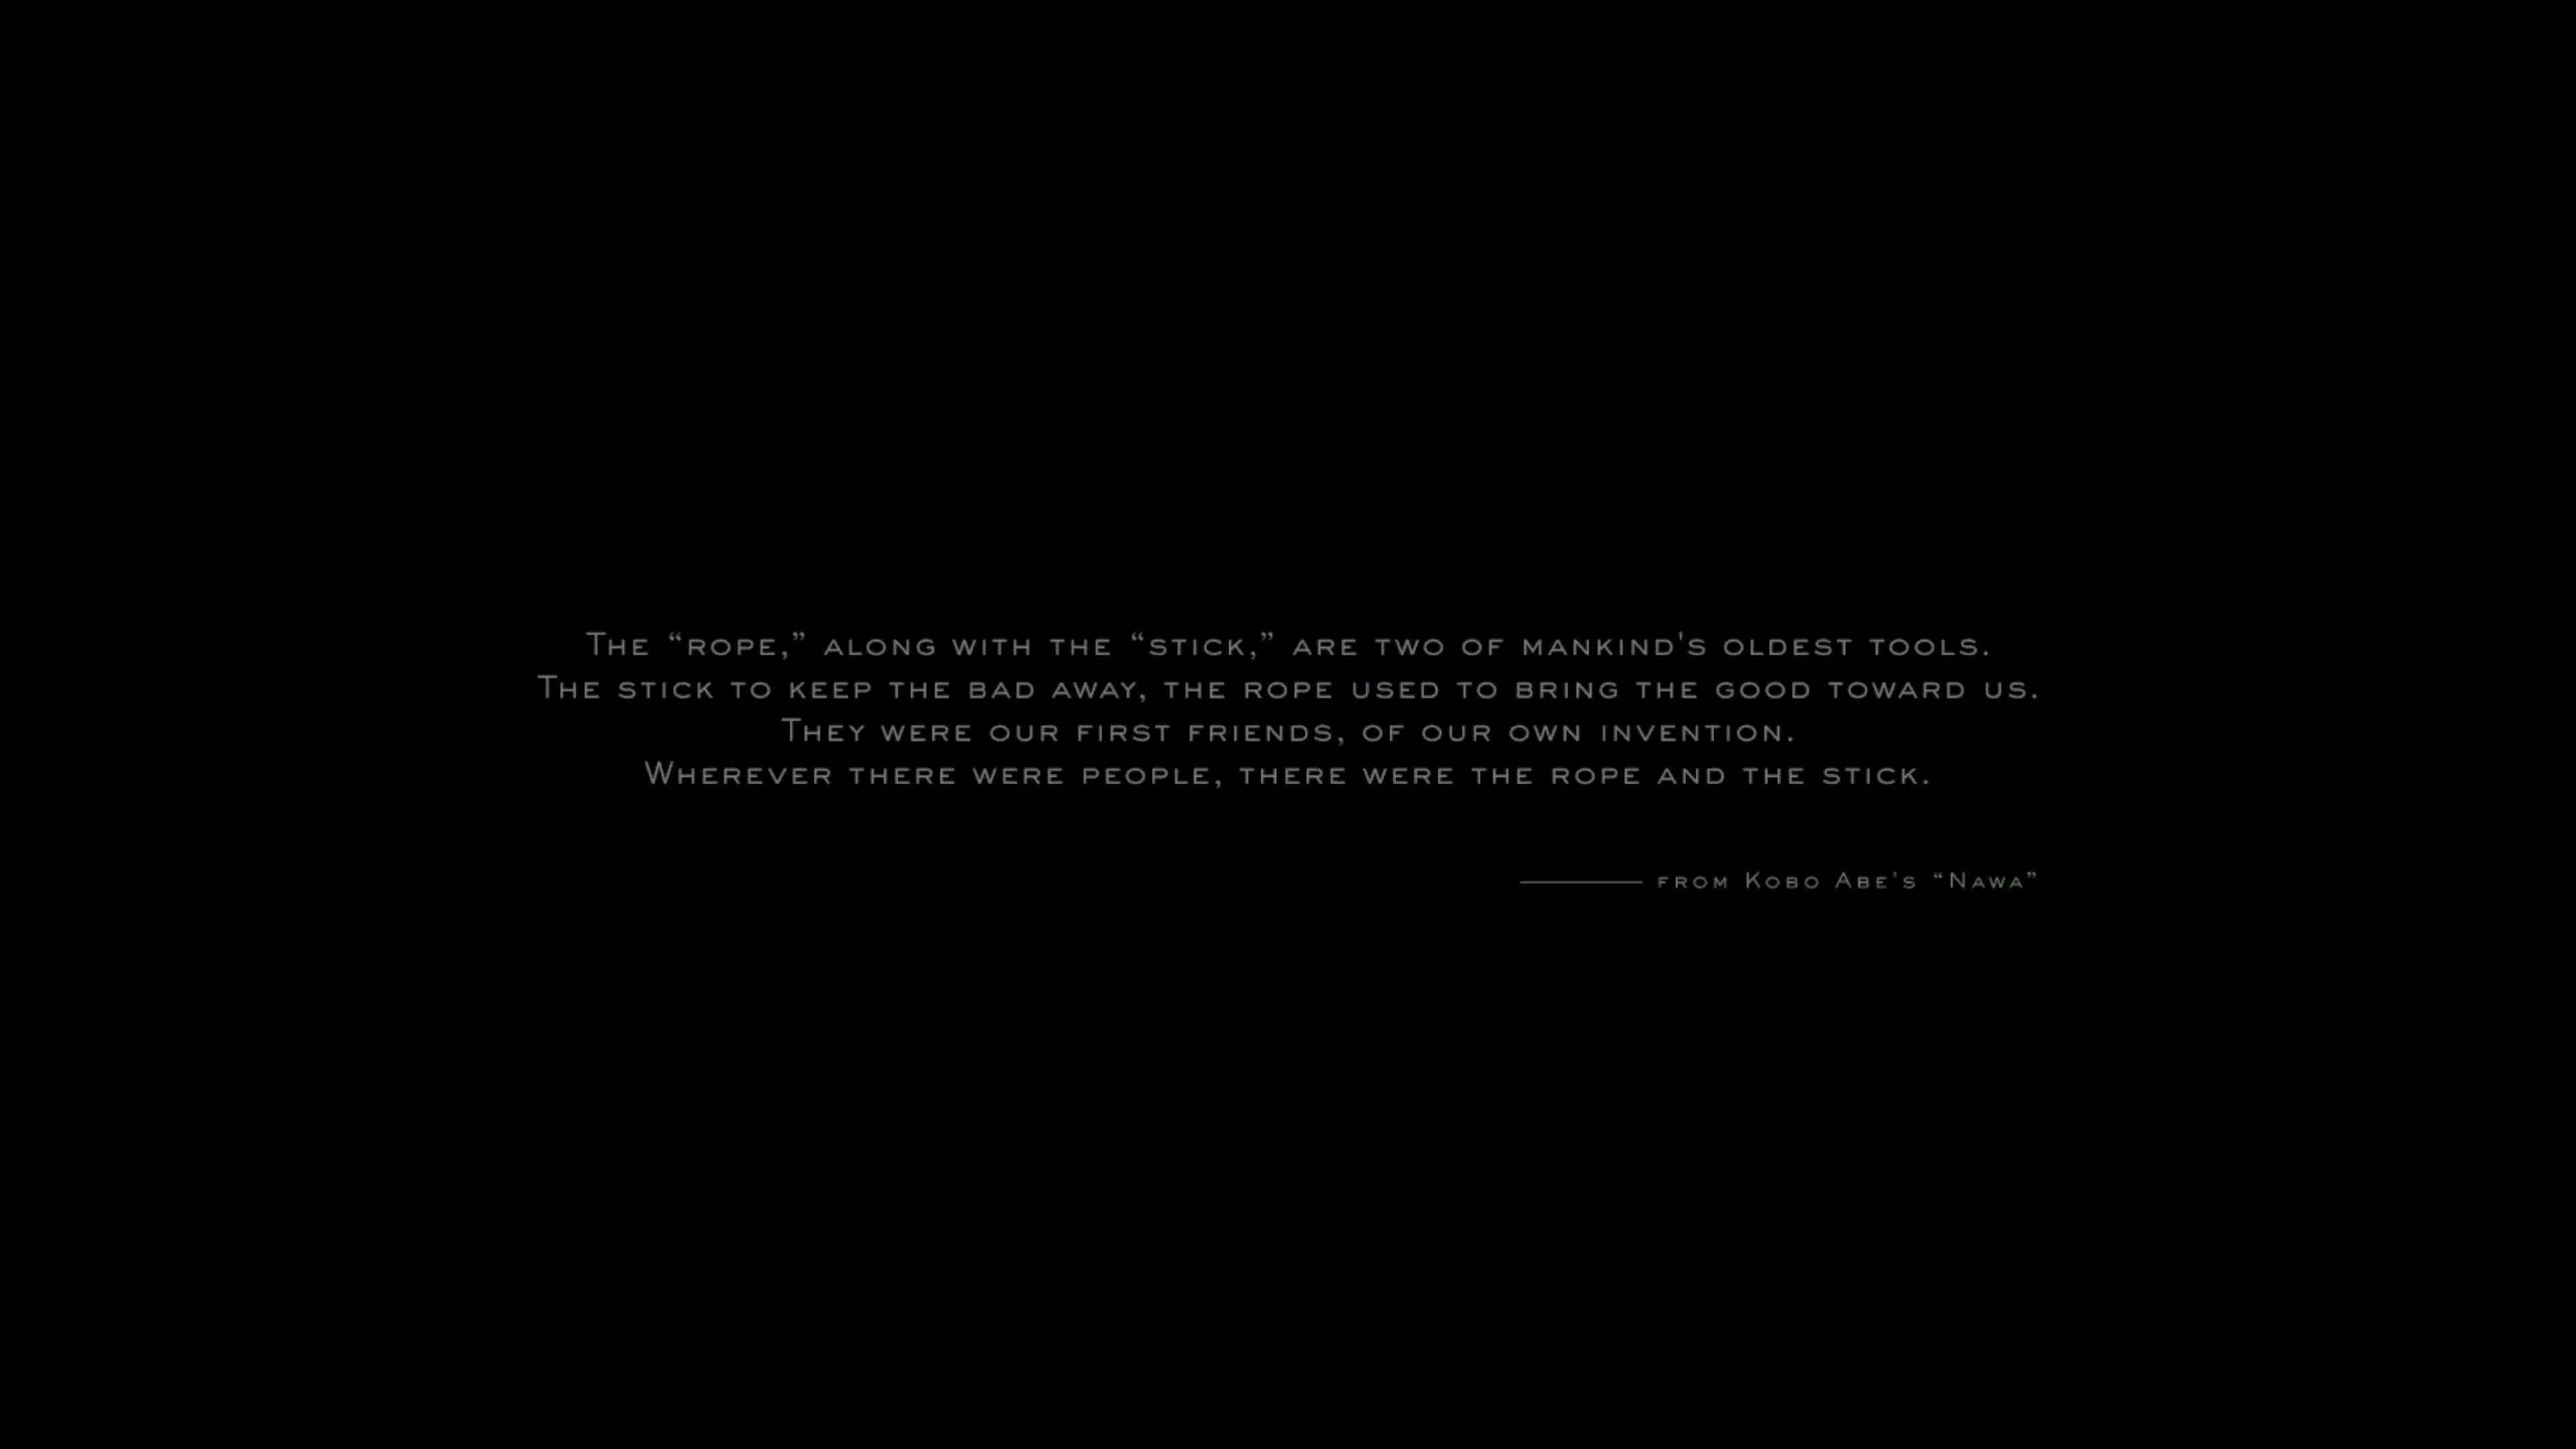 The “rope,” along with the “stick,” are two of mankind's oldest tools.
The stick to keep the bad away, the rope used to bring the good toward us.
They were our first friends, of our own invention.
Wherever there were people, there were the rope and the stick.
——— from Kobo Abe's “Nawa”